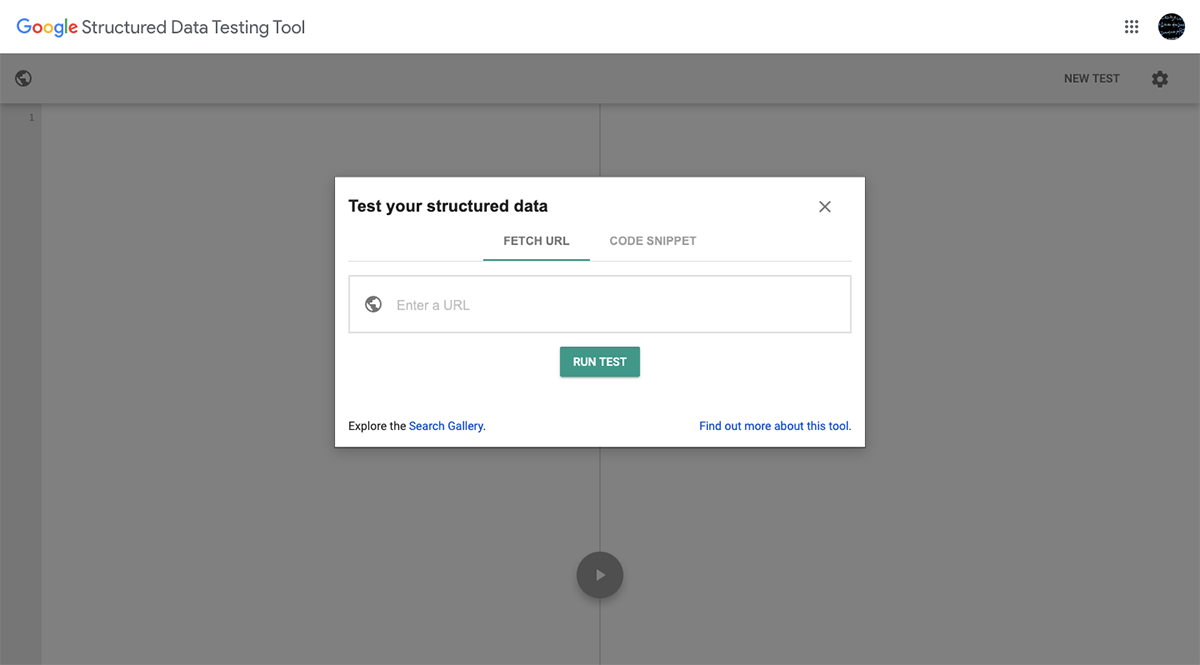 Google Structured Data Testing Tool
NEW TEST
1
Test your structured data
FETCH URL
CODE SNIPPET
Enter a URL
RUN TEST
Explore the Search Gallery.
Find out more about this tool.